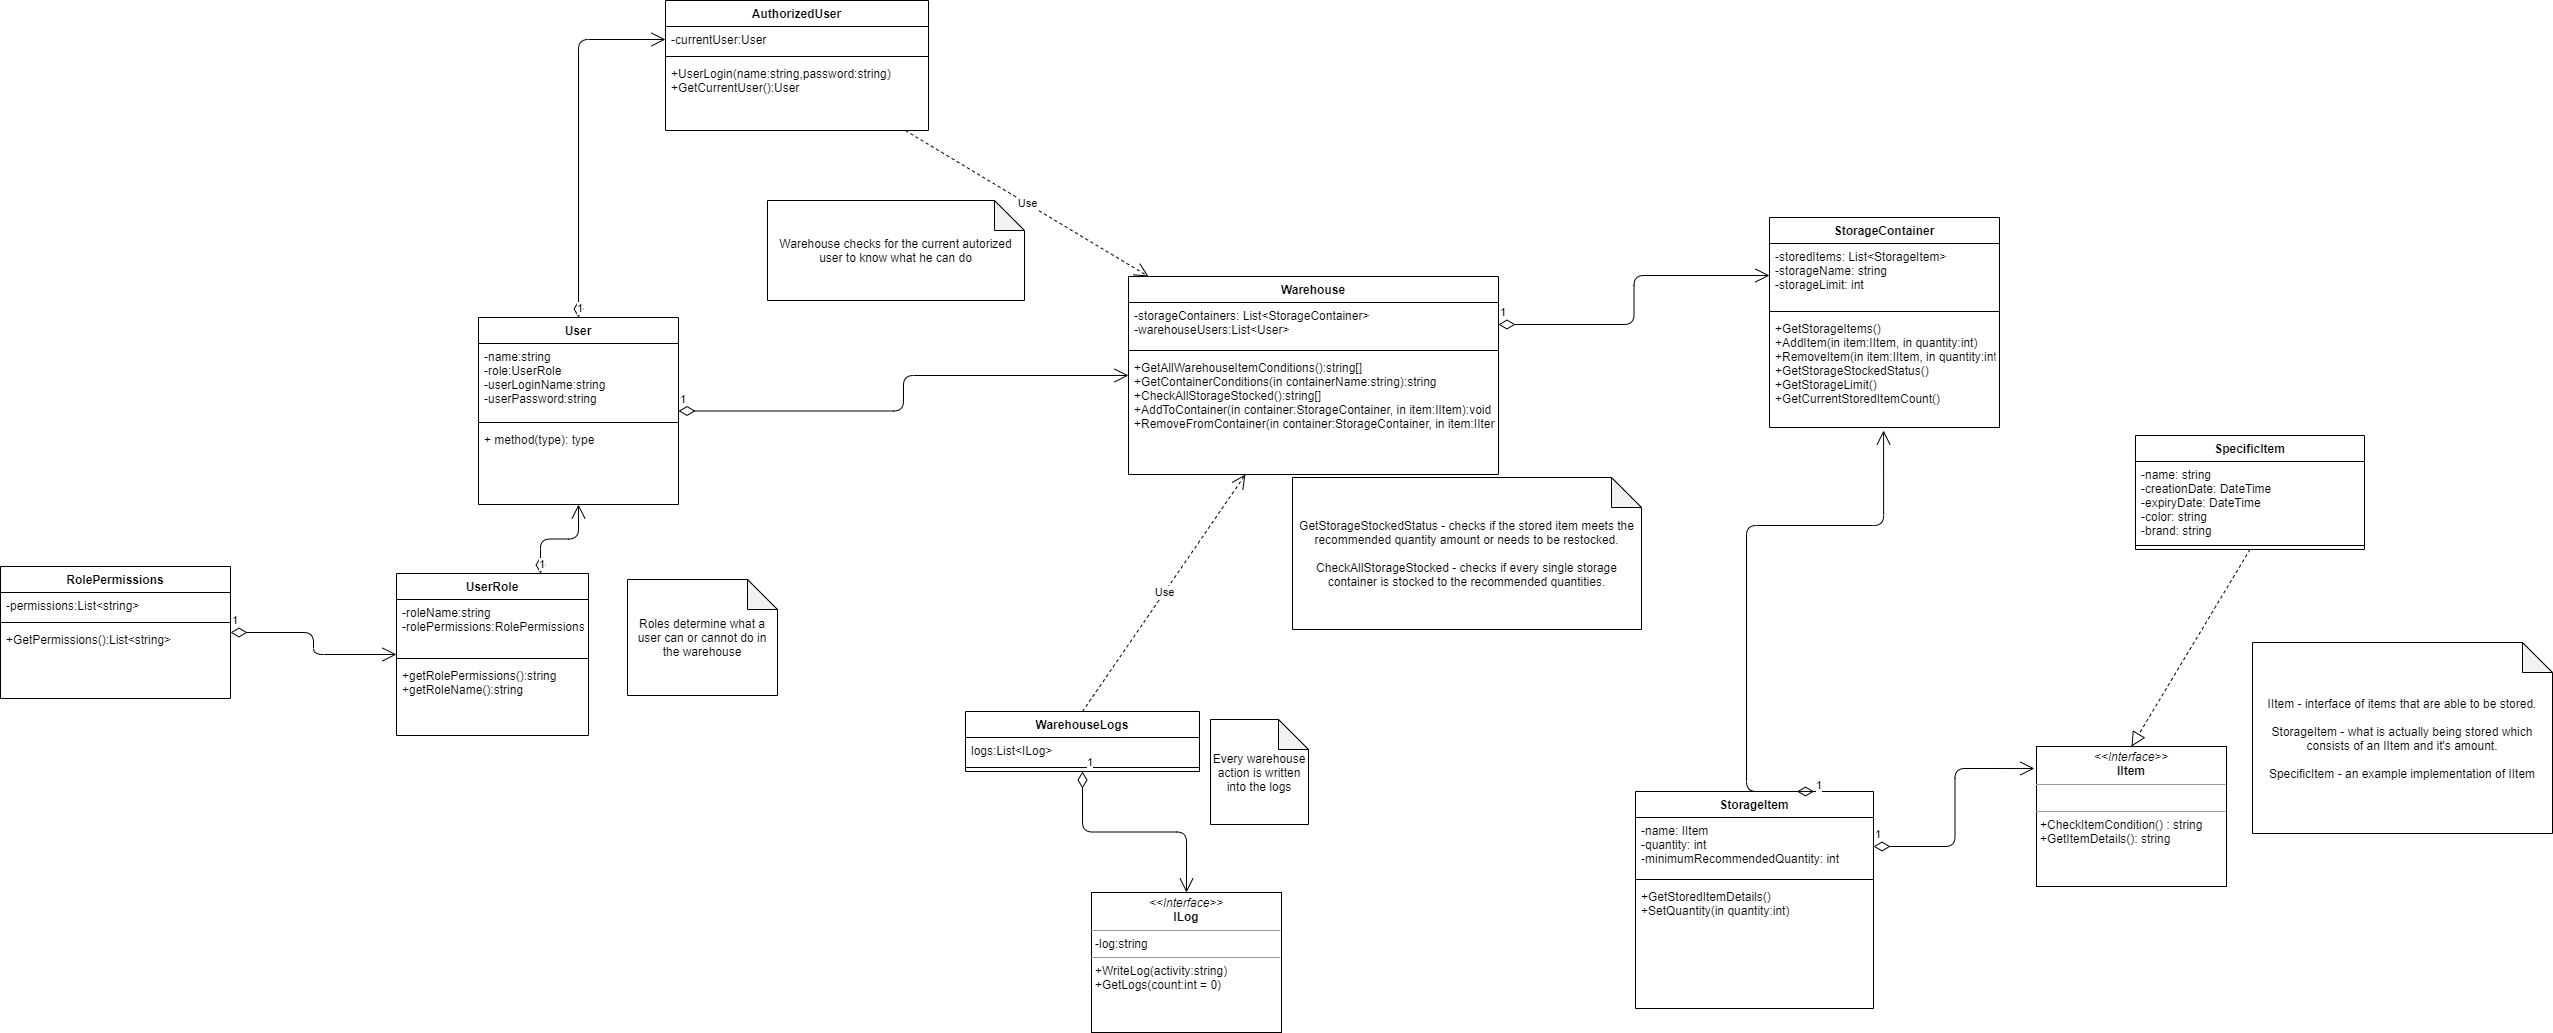 AuthorizedUser
-currentUser:User
+UserLogin(name:string,password:string)
+GetCurrentUser():User
Use
Warehouse checks for the current autorized
user to know what he can do
StorageContainer
-storedItems: List<StorageItem>
-storageName: string
-storageLimit: int
+GetStorageItems()
+AddItem(in item:IItem, in quantity:int)
+RemoveItem(in item:IItem, in quantity:int
+GetStorageStockedStatus()
+GetStorageLimit()
+GetCurrentStoredItemCount()
Warehouse
-storageContainers: List<StorageContainer>
-warehouseUsers:List<User>
+GetAllWarehouseItemConditions():string[]
+GetContainerConditions(in containerName:string):string
+CheckAllStorageStocked():string[]
+AddToContainer(in container:StorageContainer, in item:IItem):void
+RemoveFromContainer(in container:StorageContainer, in item:IIter
1
1
User
-name:string
-role:UserRole
-userLoginName:string
-userPassword:string
+ method(type): type
1
SpecificItem
-name: string
-creationDate: DateTime
-expiryDate: DateTime
-color: string
-brand: string
GetStorageStockedStatus - checks if the stored item meets the
recommended quantity amount or needs to be restocked.
CheckAllStorageStocked - checks if every single storage
container is stocked to the recommended quantities.
RolePermissions
-permissions:List<string>
+GetPermissions():List<string>
1
1
UserRole
-roleName:string
-rolePermissions:RolePermissions
+getRolePermissions():string
+getRoleName():string
Roles determine what a
user can or cannot do in
the warehouse
Use
WarehouseLogs
logs:List<ILog>
1
Every warehouse
action is written
into the logs
IItem - interface of items that are able to be stored.
StorageItem - what is actually being stored which
consists of an IItem and it's amount.
SpecificItem - an example implementation of IItem
<<Interface>>
IItem
+CheckItemCondition() : string
+GetItemDetails(): string
1
StorageItem
-name: IItem
-quantity: int
-minimumRecommendedQuantity: int
+GetStoredItemDetails()
+SetQuantity(in quantity:int)
1
<<Interface>>
ILog
-log:string
+WriteLog(activity:string)
+GetLogs(count:int = 0)